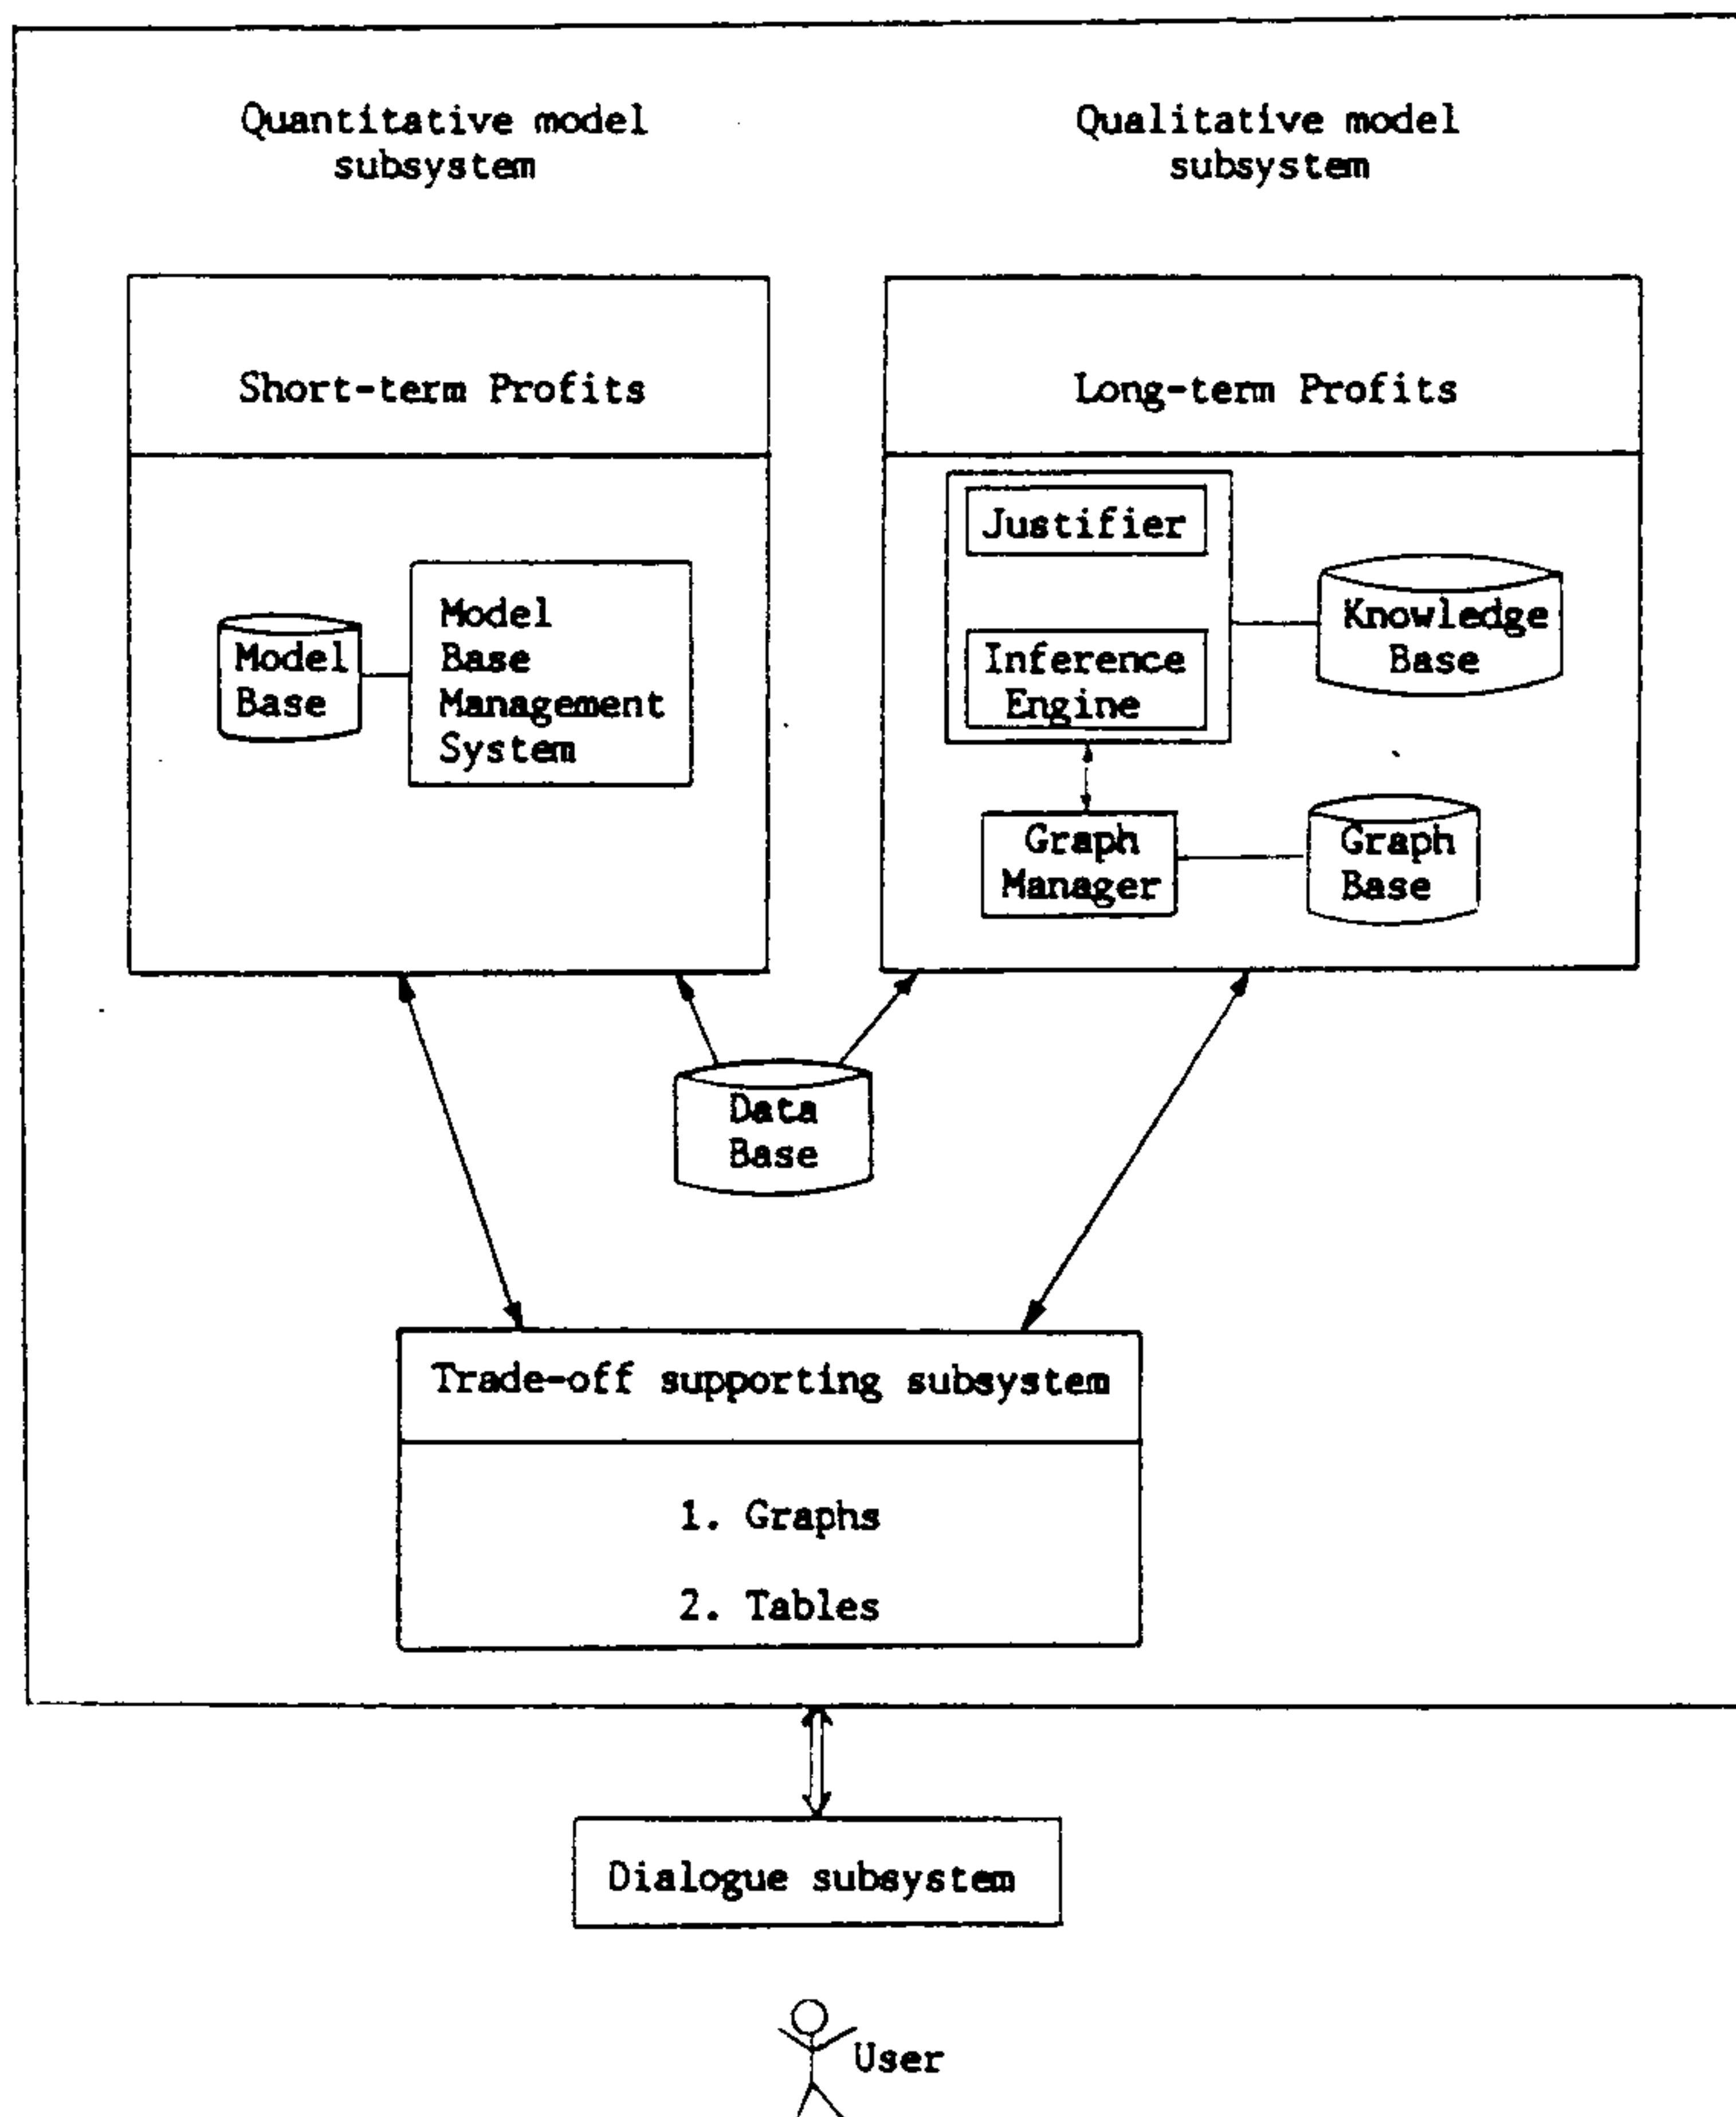 Quantitative model
subsystem
Qualitative model
subsystem
Short-term Profits
Long-term Profits
Model
Base
Model
Base
Management
System
Justifier
Inference
Engine
Knowledge
Base
Graph
Manager
Graph
Base
Data
Base
Trade-off supporting subsystem
1. Graphs
2. Tables
Dialogue subsystem
User